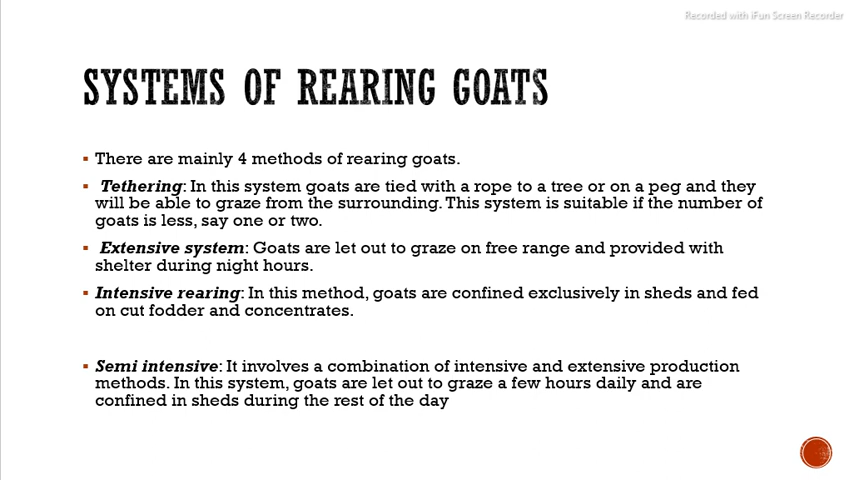 Recorded with iFun Screen Recorder
SYSTEMS OF REARING GOATS
▪ There are mainly 4 methods of rearing goats.
▪ Tethering: In this system goats are tied with a rope to a tree or on a peg and they
will be able to graze from the surrounding. This system is suitable if the number of
goats is less, say one or two.
▪ Extensive system: Goats are let out to graze on free range and provided with
shelter during night hours.
▪ Intensive rearing: In this method, goats are confined exclusively in sheds and fed
on cut fodder and concentrates.
▪ Semi intensive: It involves a combination of intensive and extensive production
methods. In this system, goats are let out to graze a few hours daily and are
confined in sheds during the rest of the day